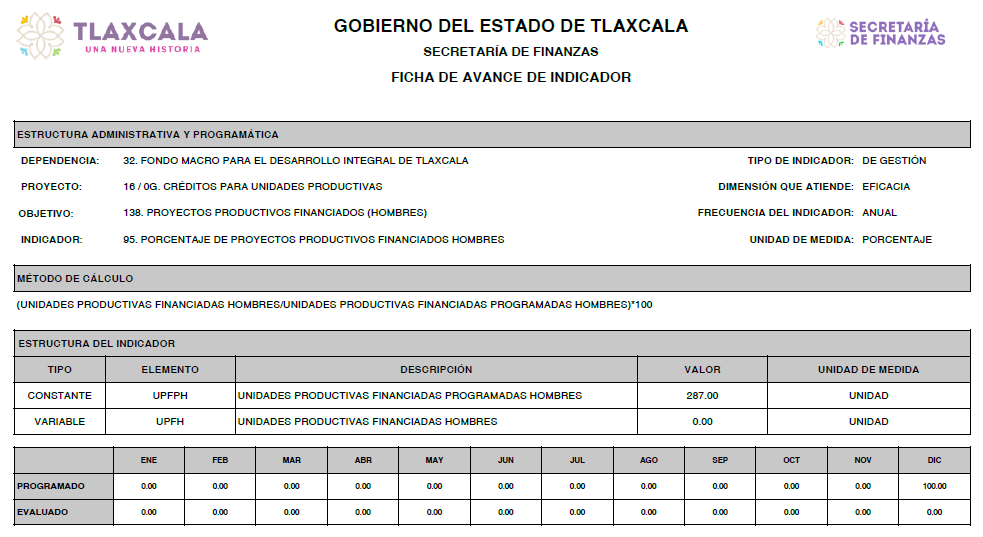 TLAXCALA
UNA NUEVA HISTORIA
GOBIERNO DEL ESTADO DE TLAXCALA
SECRETARÍA DE FINANZAS
FICHA DE AVANCE DE INDICADOR
SECRETARÍA
DE FINANZAS
ESTRUCTURA ADMINISTRATIVA Y PROGRAMÁTICA
DEPENDENCIA: 32. FONDO MACRO PARA EL DESARROLLO INTEGRAL DE TLAXCALA TIPO DE INDICADOR: DE GESTIÓN
PROYECTO: 16 / 0G. CRÉDITOS PARA UNIDADES PRODUCTIVAS DIMENSIÓN QUE ATIENDE: EFICACIA
OBJETIVO: 138. PROYECTOS PRODUCTIVOS FINANCIADOS (HOMBRES) FRECUENCIA DEL INDICADOR: ANUAL
INDICADOR: 95. PORCENTAJE DE PROYECTOS PRODUCTIVOS FINANCIADOS HOMBRES UNIDAD DE MEDIDA: PORCENTAJE
MÉTODO DE CÁLCULO
(UNIDADES PRODUCTIVAS FINANCIADAS HOMBRES/UNIDADES PRODUCTIVAS FINANCIADAS PROGRAMADAS HOMBRES)*100
ESTRUCTURA DEL INDICADOR
TIPO ELEMENTO DESCRIPCIÓN VALOR UNIDAD DE MEDIDA
CONSTANTE UPFPH UNIDADES PRODUCTIVAS FINANCIADAS PROGRAMADAS HOMBRES 287.00 UNIDAD
VARIABLE UPFH UNIDADES PRODUCTIVAS FINANCIADAS HOMBRES 0.00 UNIDAD
ENE FEB MAR ABR MAY JUN JUL AGO SEP OCT NOV DIC
PROGRAMADO 0.00 0.00 0.00 0.00 0.00 0.00 0.00 0.00 0.00 0.00 0.00 100.00
EVALUADO 0.00 0.00 0.00 0.00 0.00 0.00 0.00 0.00 0.00 0.00 0.00 0.00